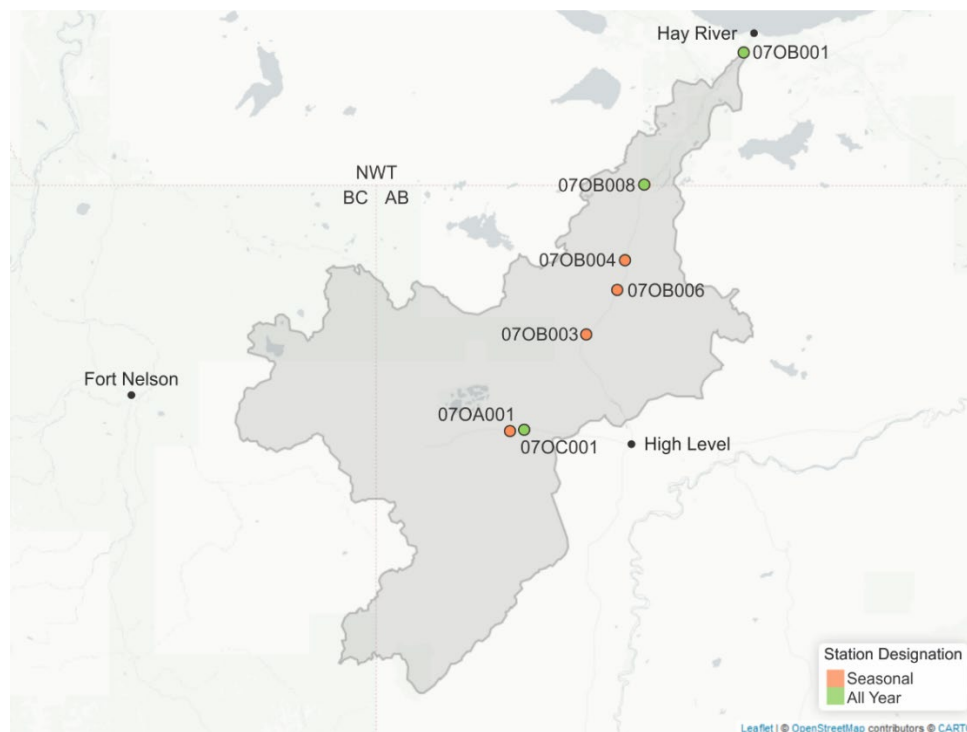 Hay River
07OB001
NWT
07OB008
BC AB
07OB004
07OB006
07OB003
Fort Nelson
07OA001
07OC001
High Level
Station Designation
Seasonal
All Year
Leaflet | © OpenStreetMap contributors © CARTO